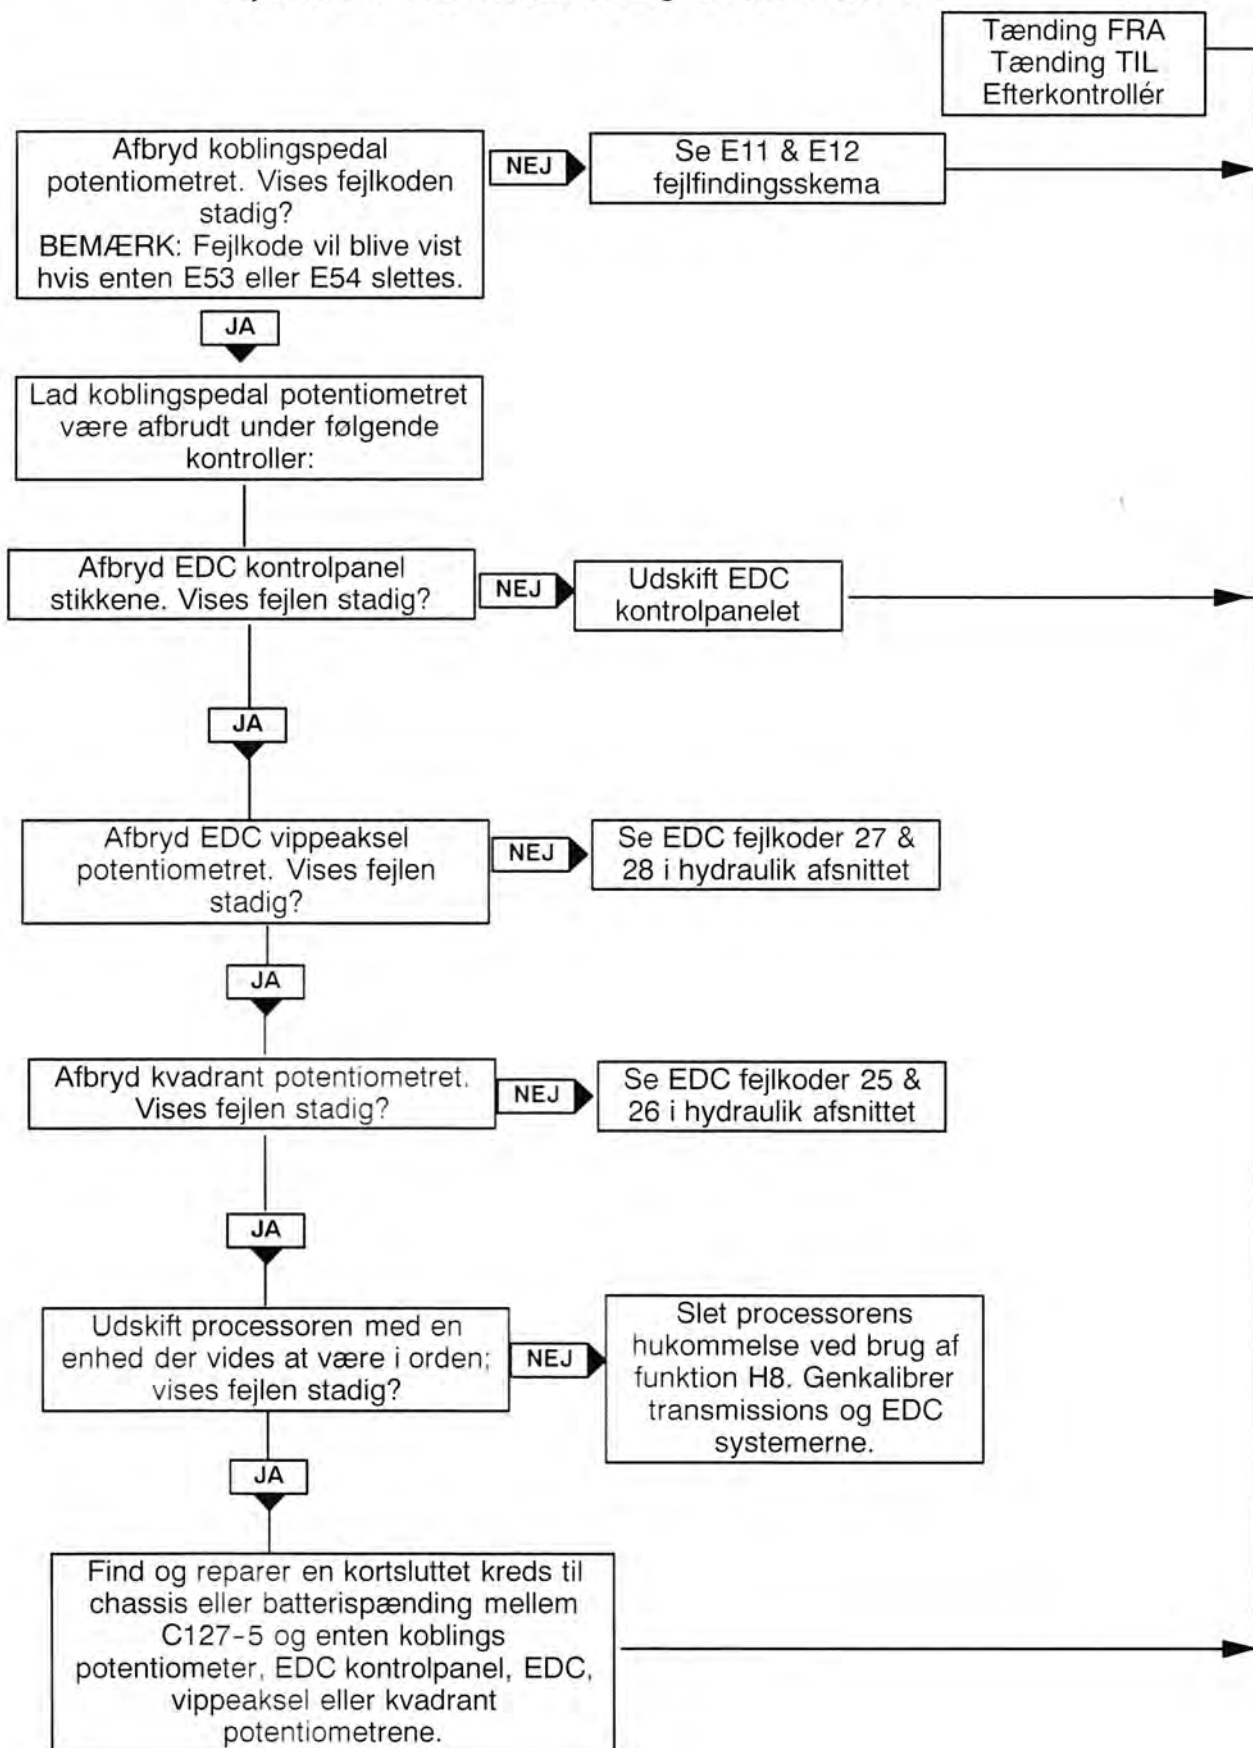 Tænding FRA
Tænding TIL
Efterkontrollér
Afbryd koblingspedal
potentiometret. Vises fejlkoden
stadig?
BEMÆRK: Fejlkode vil blive vist
hvis enten E53 eller E54 slettes.
NEJ
Se E11 & E12
fejlfindingsskema
JA
Lad koblingspedal potentiometret
være afbrudt under følgende
kontroller:
Afbryd EDC kontrolpanel
stikkene. Vises fejlen stadig?
NEJ
Udskift EDC
kontrolpanelet
JA
Afbryd EDC vippeaksel
potentiometret. Vises fejlen
stadig?
NEJ
Se EDC fejlkoder 27 &
28 i hydraulik afsnittet
JA
Afbryd kvadrant potentiometret.
Vises fejlen stadig?
NEJ
Se EDC fejlkoder 25 &
26 i hydraulik afsnittet
JA
Udskift processoren med en
enhed der vides at være i orden;
vises fejlen stadig?
NEJ
Slet processorens
hukommelse ved brug af
funktion H8. Genkalibrer
transmissions og EDC
systemerne.
JA
Find og reparer en kortsluttet kreds til
chassis eller batterispænding mellem
C127-5 og enten koblings
potentiometer, EDC kontrolpanel, EDC,
vippeaksel eller kvadrant
potentiometrene.